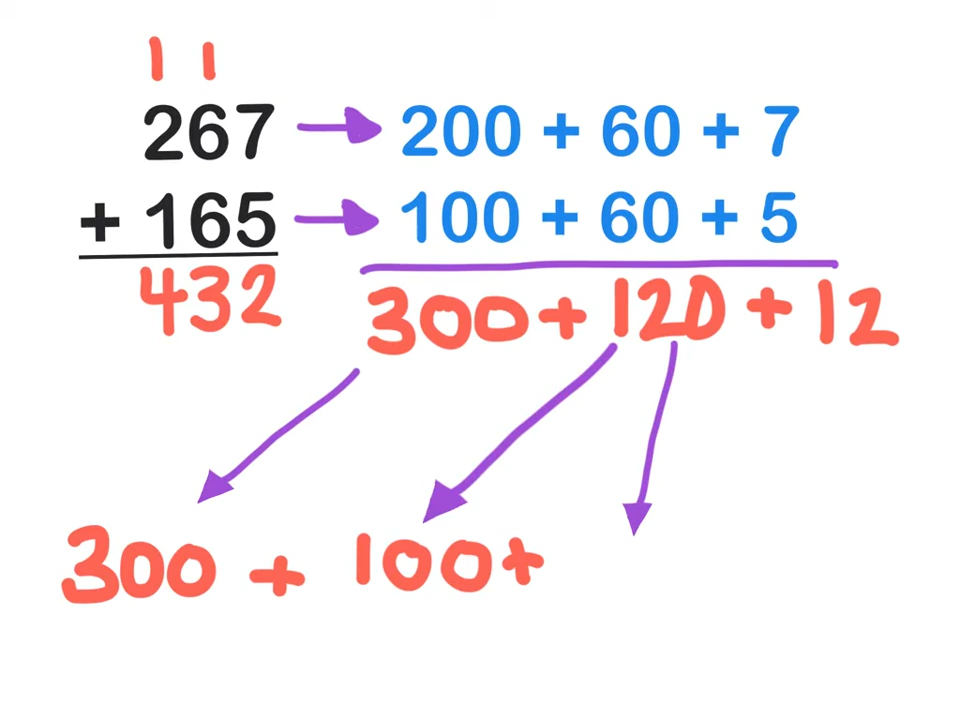 1 1
267 → 200 + 60 + 7
+ 165 → 100 + 60 + 5
432 300 + 120 + 12
300 + 100 +